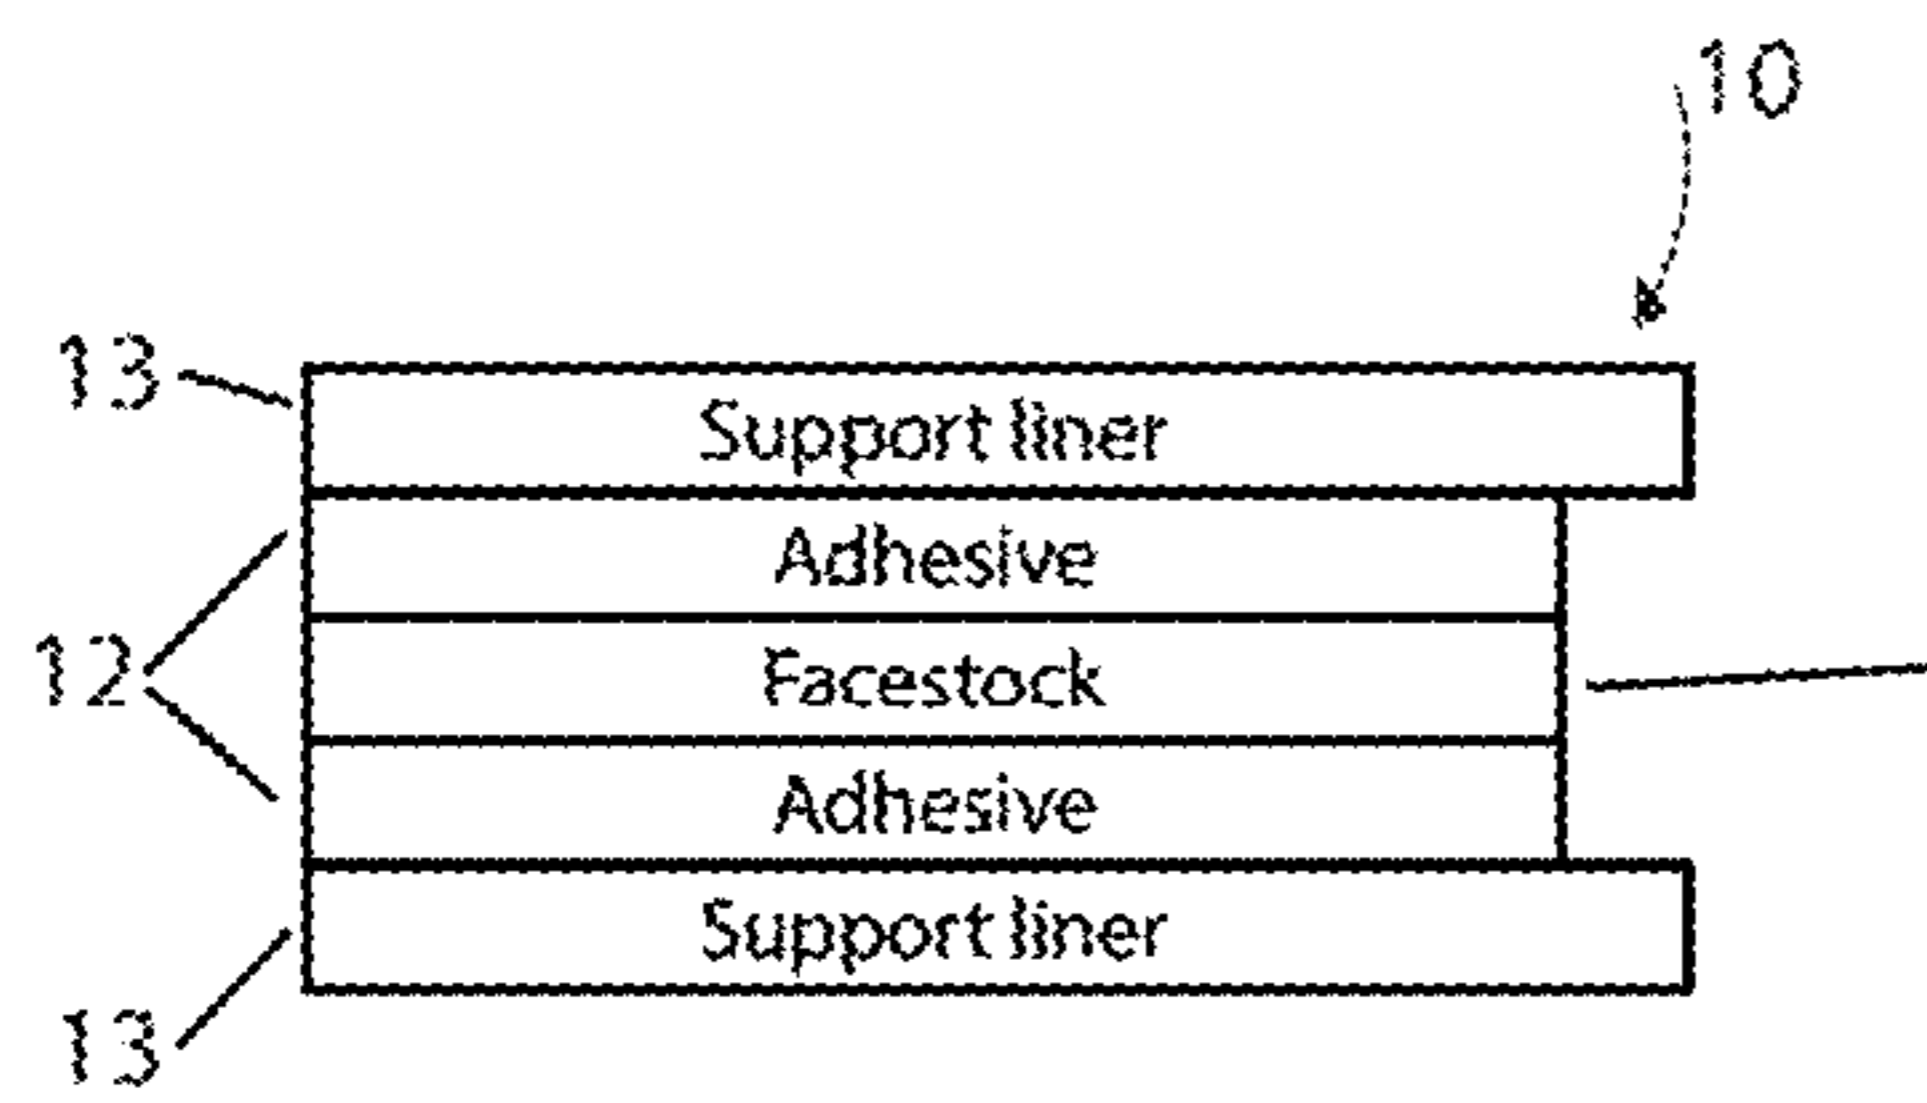 10
13
Support liner
Adhesive
12
Facestock
Adhesive
Support liner
13